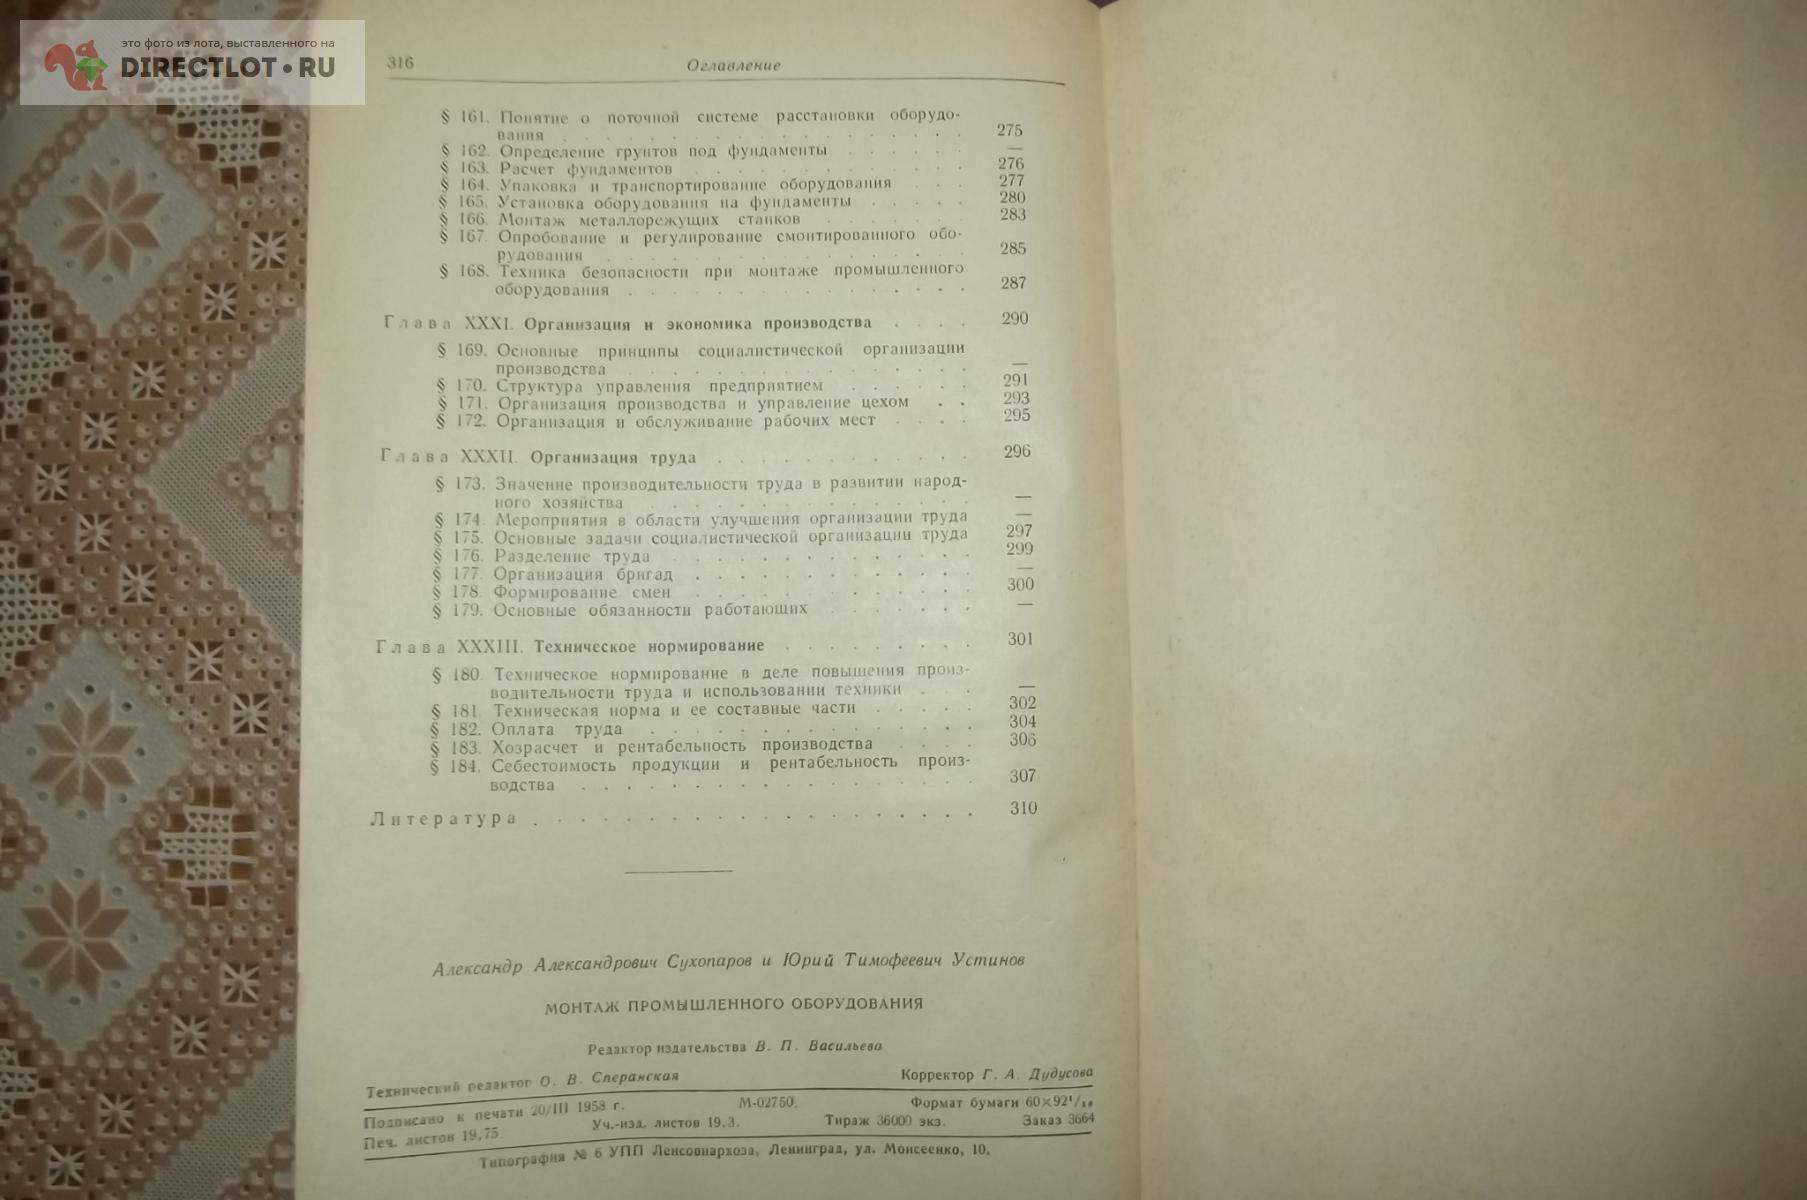 это фото из лота, выставленного на
DIRECTLOT•RU
316
Оглавление
§ 161. Понятие о поточной системе расстановки оборудо-
вания . . . . . . . . . . . . . . . . 275
§ 162. Определение грунтов под фундаменты . . . . . . —
§ 163. Расчет фундаментов . . . . . . . . . . . . 276
§ 164. Упаковка и транспортирование оборудования . . . 277
§ 165. Установка оборудования на фундаменты . . . . . 280
§ 166. Монтаж металлорежущих станков . . . . . . 283
§ 167. Опробование и регулирование смонтированного обо-
рудования . . . . . . . . . . . . . . . 285
§ 168. Техника безопасности при монтаже промышленного
оборудования . . . . . . . . . . . . . . 287
Глава XXXI. Организация и экономика производства . . . . 290
§ 169. Основные принципы социалистической организации
производства . . . . . . . . . . . . . . —
§ 170. Структура управления предприятием . . . . . . 291
§ 171. Организация производства и управление цехом . . 293
§ 172. Организация и обслуживание рабочих мест . . . . 295
Глава XXXII. Организация труда . . . . . . . . . . . . 296
§ 173. Значение производительности труда в развитии народ-
ного хозяйства . . . . . . . . . . . . . —
§ 174. Мероприятия в области улучшения организации труда —
§ 175. Основные задачи социалистической организации труда 297
§ 176. Разделение труда . . . . . . . . . . . . . 299
§ 177. Организация бригад . . . . . . . . . . . . —
§ 178. Формирование смен . . . . . . . . . . . . 300
§ 179. Основные обязанности работающих . . . . . . —
Глава XXXIII. Техническое нормирование . . . . . . . . . 301
§ 180. Техническое нормирование в деле повышения произ-
водительности труда и использовании техники . . . —
§ 181. Техническая норма и ее составные части . . . . . 302
§ 182. Оплата труда . . . . . . . . . . . . . . 304
§ 183. Хозрасчет и рентабельность производства . . . . 306
§ 184. Себестоимость продукции и рентабельность произ-
водства . . . . . . . . . . . . . . . . . 307
Литература . . . . . . . . . . . . . . . . . . . . 310
Александр Александрович Сухопаров и Юрий Тимофеевич Устинов
МОНТАЖ ПРОМЫШЛЕННОГО ОБОРУДОВАНИЯ
Редактор издательства В. П. Васильева
Технический редактор О. В. Сперанская Корректор Г. А. Дудусова
Подписано к печати 20/III 1958 г. М-02750. Формат бумаги 60×92¹/₁₆
Печ. листов 19,75. Уч.-изд. листов 19,3. Тираж 36000 экз. Заказ 3664
Типография № 6 УПП Ленсовнархоза, Ленинград, ул. Моисеенко, 10.